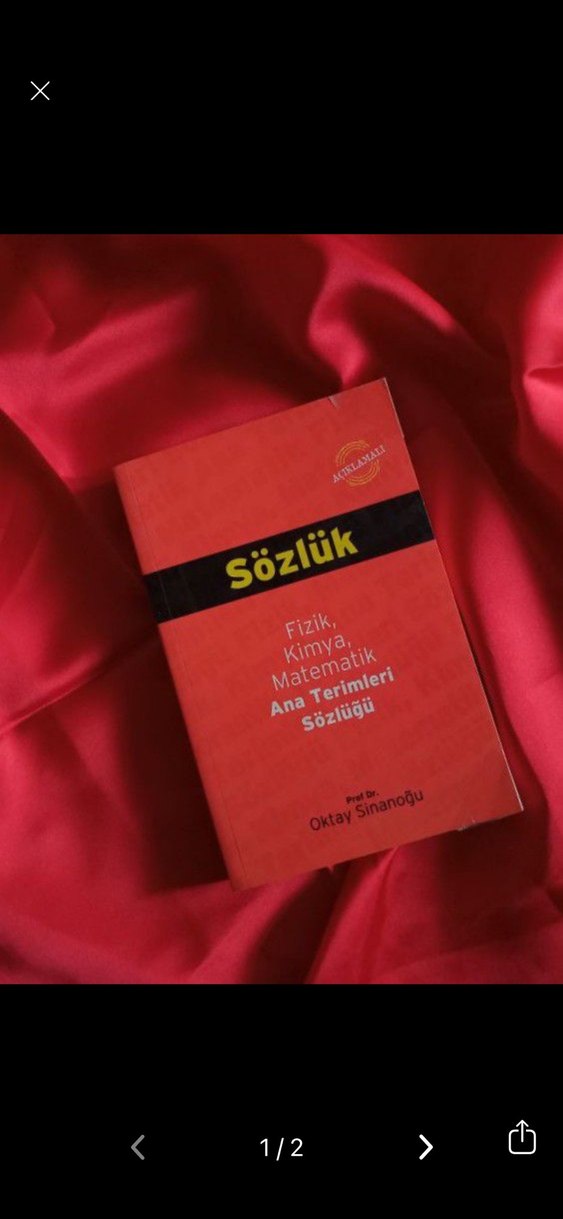 AÇIKLAMALI
Sözlük
Fizik,
Kimya,
Matematik
Ana Terimleri
Sözlüğü
Prof Dr.
Oktay Sinanoğu
1 / 2